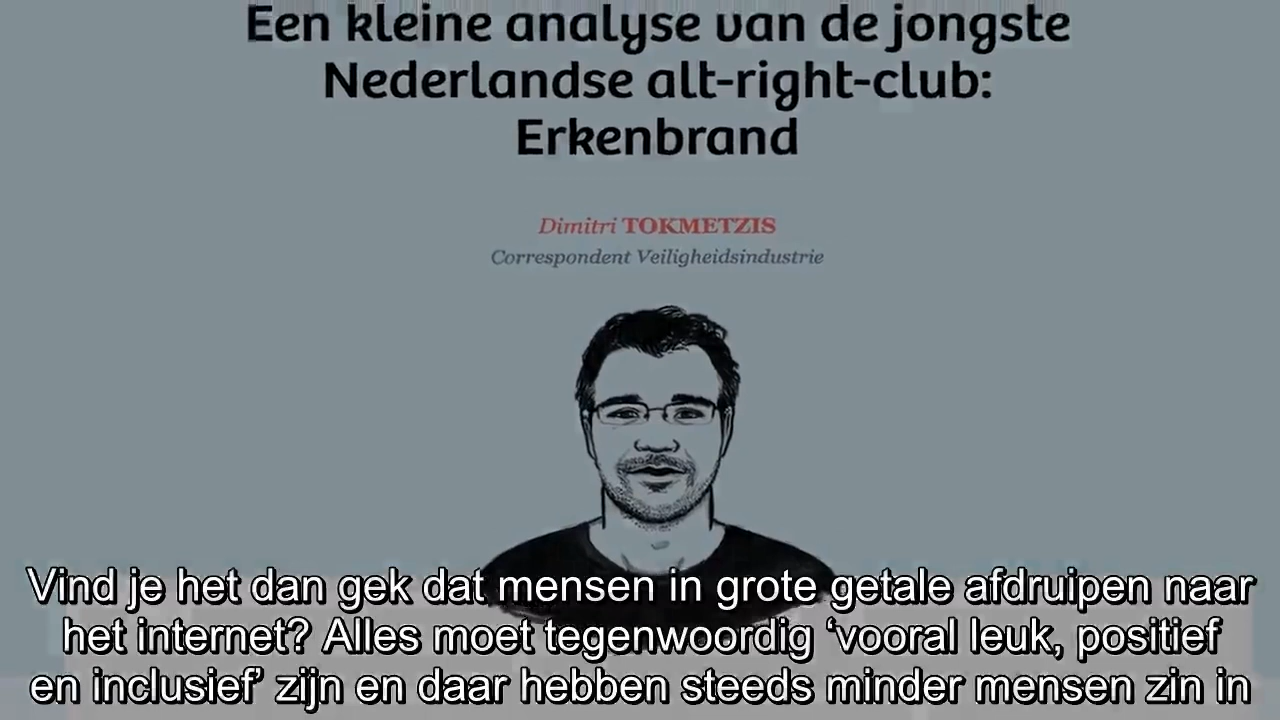 Een kleine analyse van de jongste
Nederlandse alt-right-club:
Erkenbrand
Dimitri TOKMETZIS
Correspondent Veiligheidsindustrie
Vind je het dan gek dat mensen in grote getale afdruipen naar
het internet? Alles moet tegenwoordig ‘vooral leuk, positief
en inclusief’ zijn en daar hebben steeds minder mensen zin in